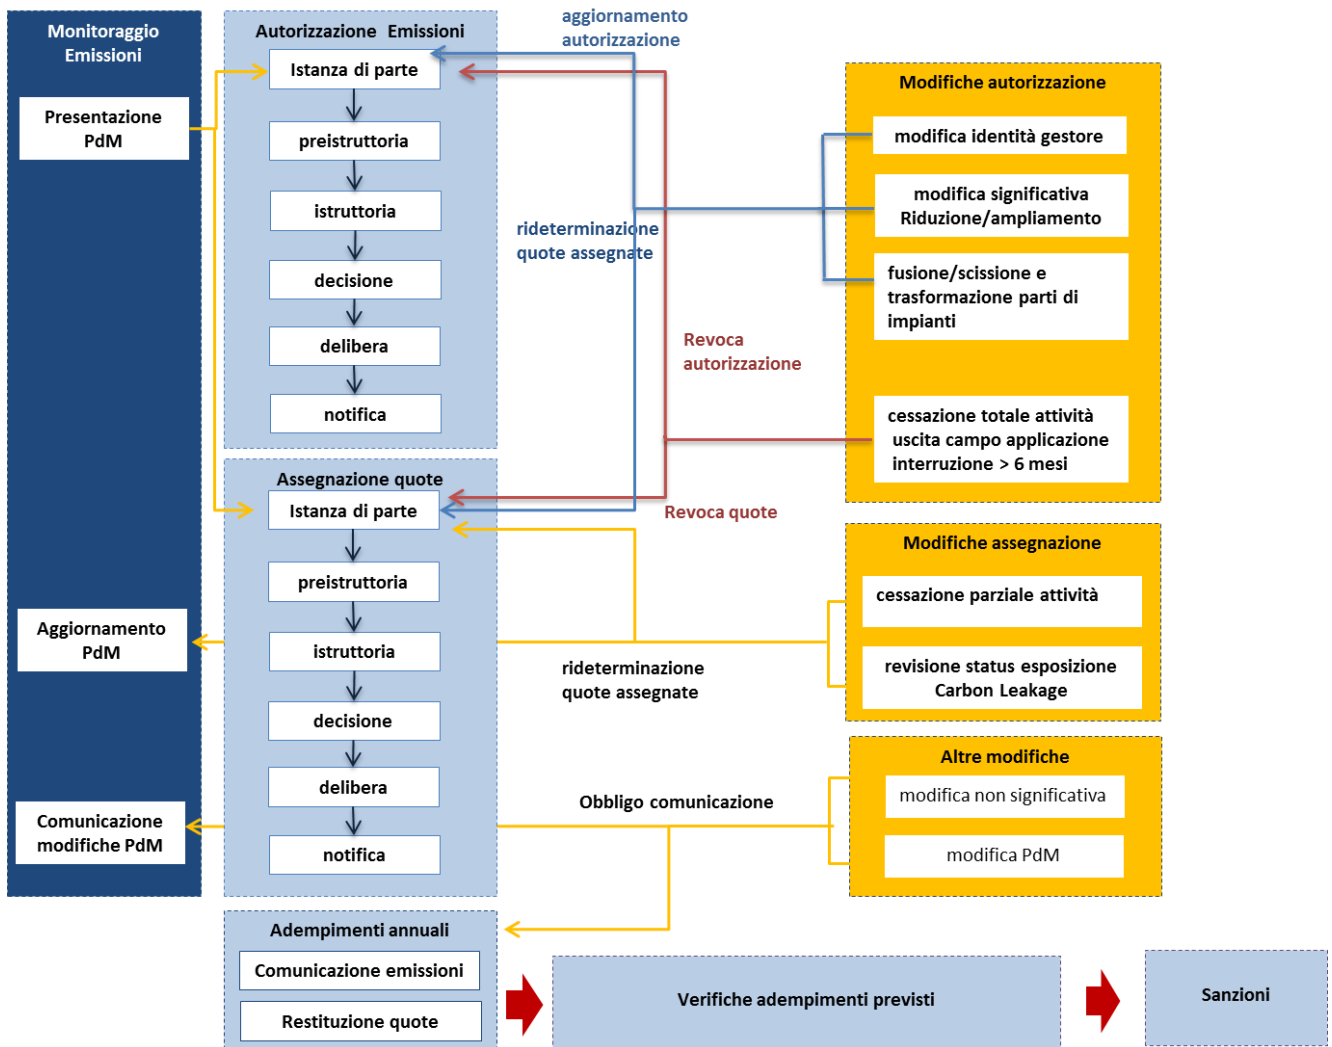 Monitoraggio
Emissioni
Presentazione
PdM
Aggiornamento
PdM
Comunicazione
modifiche PdM
Autorizzazione Emissioni
Istanza di parte
preistruttoria
istruttoria
decisione
delibera
notifica
Assegnazione quote
Istanza di parte
preistruttoria
istruttoria
decisione
delibera
notifica
Adempimenti annuali
Comunicazione emissioni
Restituzione quote
aggiornamento
autorizzazione
rideterminazione
quote assegnate
Revoca
autorizzazione
Revoca quote
rideterminazione
quote assegnate
Obbligo comunicazione
Modifiche autorizzazione
modifica identità gestore
modifica significativa
Riduzione/ampliamento
fusione/scissione e
trasformazione parti di
impianti
cessazione totale attività
uscita campo applicazione
interruzione > 6 mesi
Modifiche assegnazione
cessazione parziale attività
revisione status esposizione
Carbon Leakage
Altre modifiche
modifica non significativa
modifica PdM
Verifiche adempimenti previsti
Sanzioni